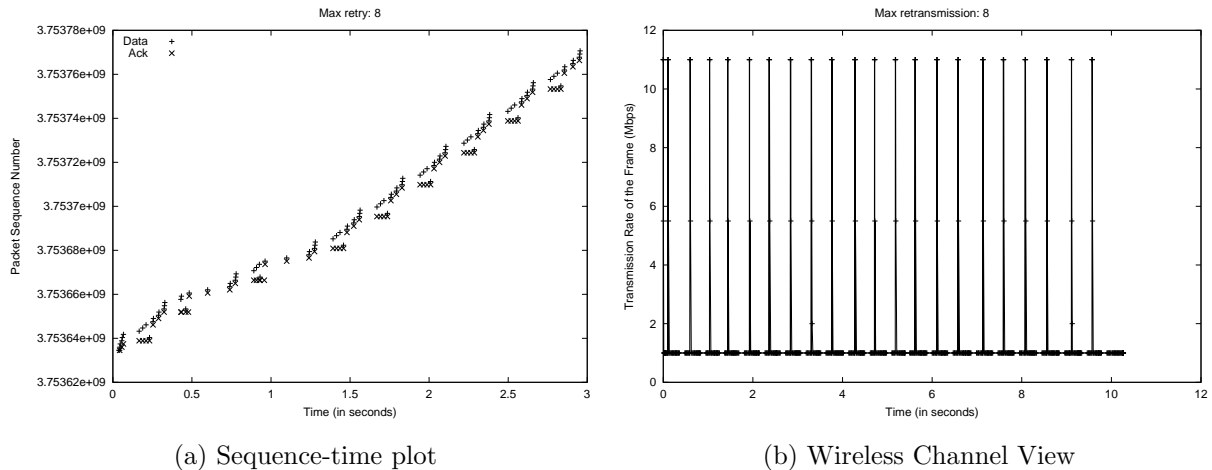 Max retry: 8
3.75378e+09
3.75376e+09
3.75374e+09
3.75372e+09
3.7537e+09
3.75368e+09
3.75366e+09
3.75364e+09
3.75362e+09
Packet Sequence Number
Data
Ack
0 0.5 1 1.5 2 2.5 3
Time (in seconds)
(a) Sequence-time plot
Max retransmission: 8
12
10
8
6
4
2
0
Transmission Rate of the Frame (Mbps)
0 2 4 6 8 10 12
Time (in seconds)
(b) Wireless Channel View